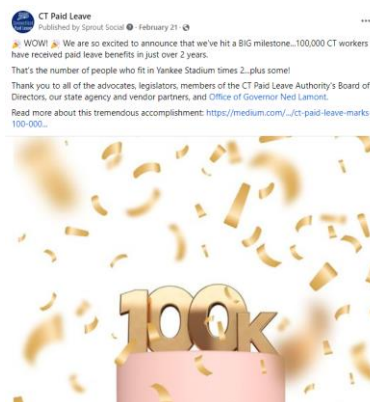 CT Paid Leave
Published by Sprout Social · February 21 ·
🎉 WOW! 🎉 We are so excited to announce that we've hit a BIG milestone...100,000 CT workers
have received paid leave benefits in just over 2 years.
That's the number of people who fit in Yankee Stadium times 2...plus some!
Thank you to all of the advocates, legislators, members of the CT Paid Leave Authority's Board of
Directors, our state agency and vendor partners, and Office of Governor Ned Lamont.
Read more about this tremendous accomplishment: https://medium.com/.../ct-paid-leave-marks-
100-000...
100K